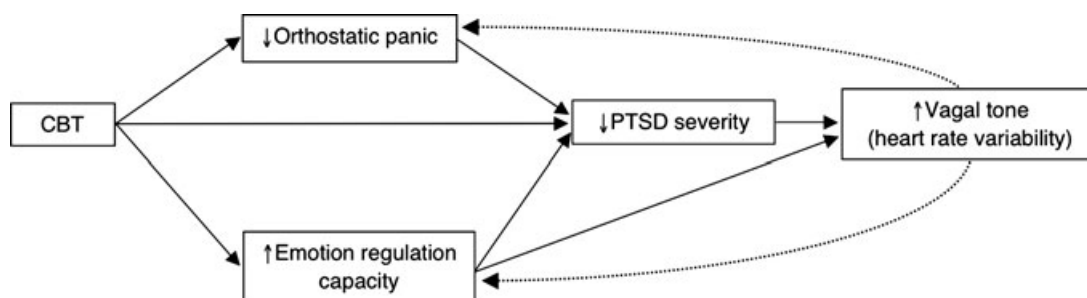 ↓Orthostatic panic
CBT
↓PTSD severity
↑Vagal tone
(heart rate variability)
↑Emotion regulation
capacity